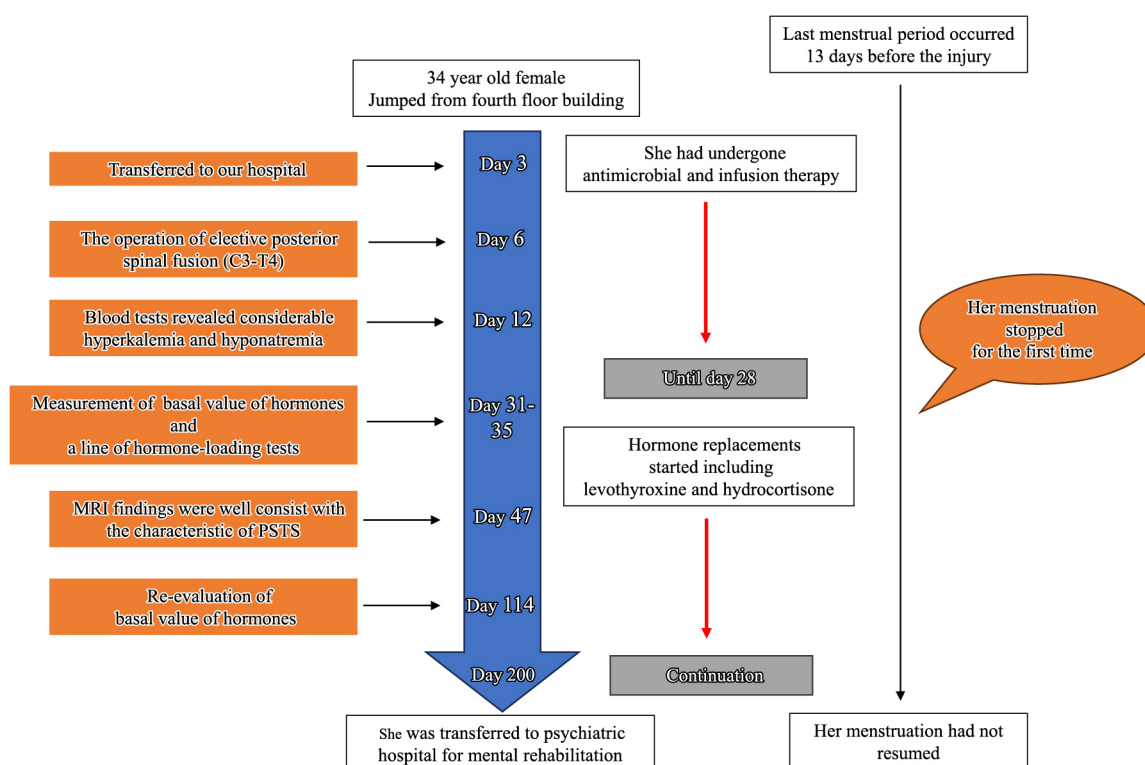 Last menstrual period occurred
13 days before the injury
34 year old female
Jumped from fourth floor building
Transferred to our hospital
Day 3
She had undergone
antimicrobial and infusion therapy
The operation of elective posterior
spinal fusion (C3-T4)
Day 6
Blood tests revealed considerable
hyperkalemia and hyponatremia
Day 12
Her menstruation
stopped
for the first time
Until day 28
Measurement of basal value of hormones
and
a line of hormone-loading tests
Day 31-
35
Hormone replacements
started including
levothyroxine and hydrocortisone
MRI findings were well consist with
the characteristic of PSTS
Day 47
Re-evaluation of
basal value of hormones
Day 114
Day 200
Continuation
She was transferred to psychiatric
hospital for mental rehabilitation
Her menstruation had not
resumed